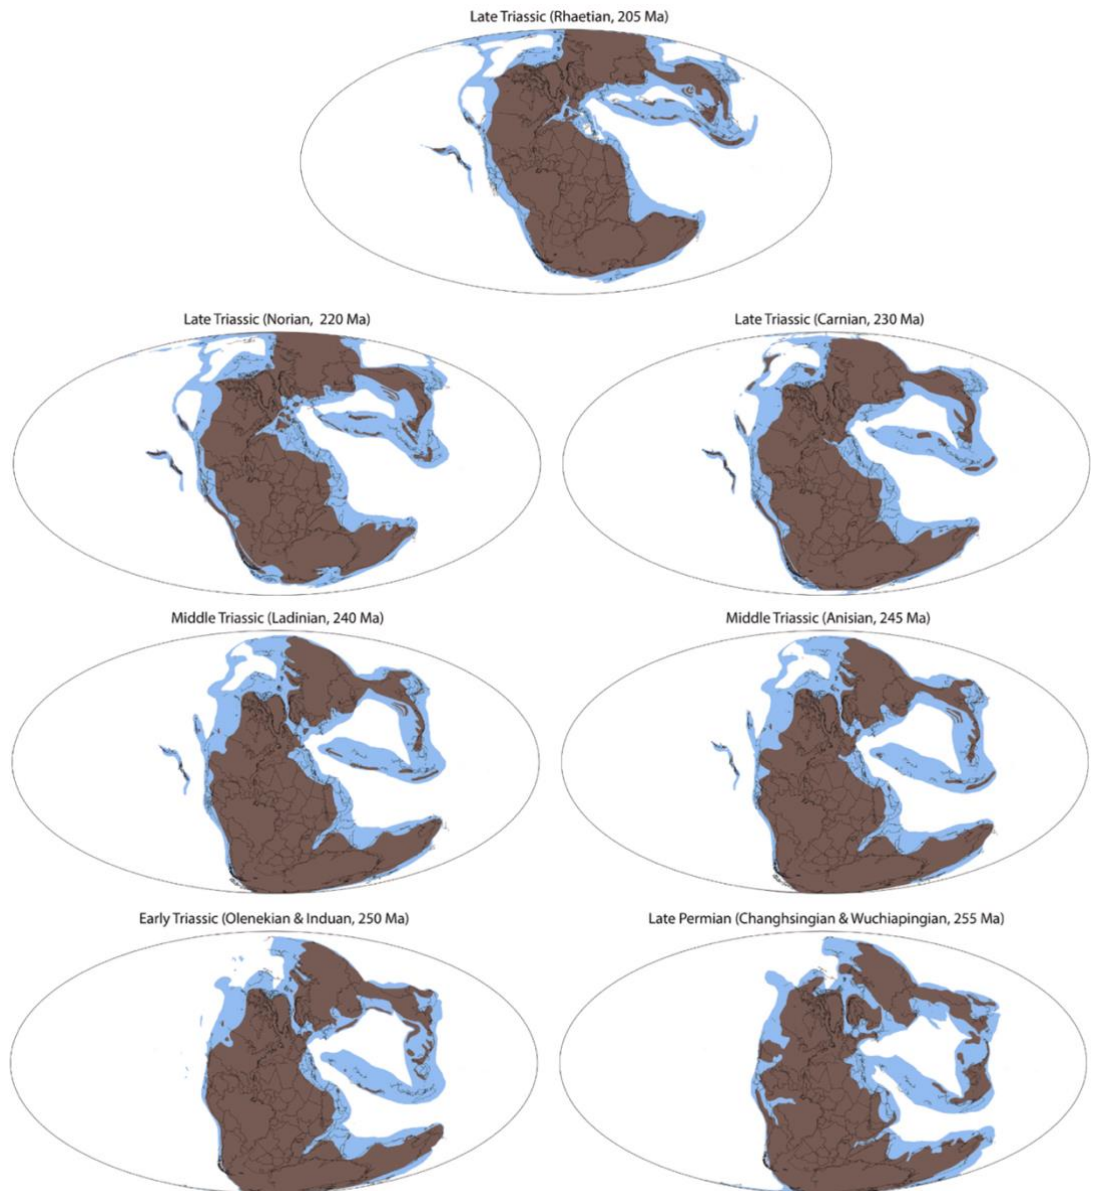 Late Triassic (Rhaetian, 205 Ma)
Late Triassic (Norian, 220 Ma)
Late Triassic (Carnian, 230 Ma)
Middle Triassic (Ladinian, 240 Ma)
Middle Triassic (Anisian, 245 Ma)
Early Triassic (Olenekian & Induan, 250 Ma)
Late Permian (Changhsingian & Wuchiapingian, 255 Ma)